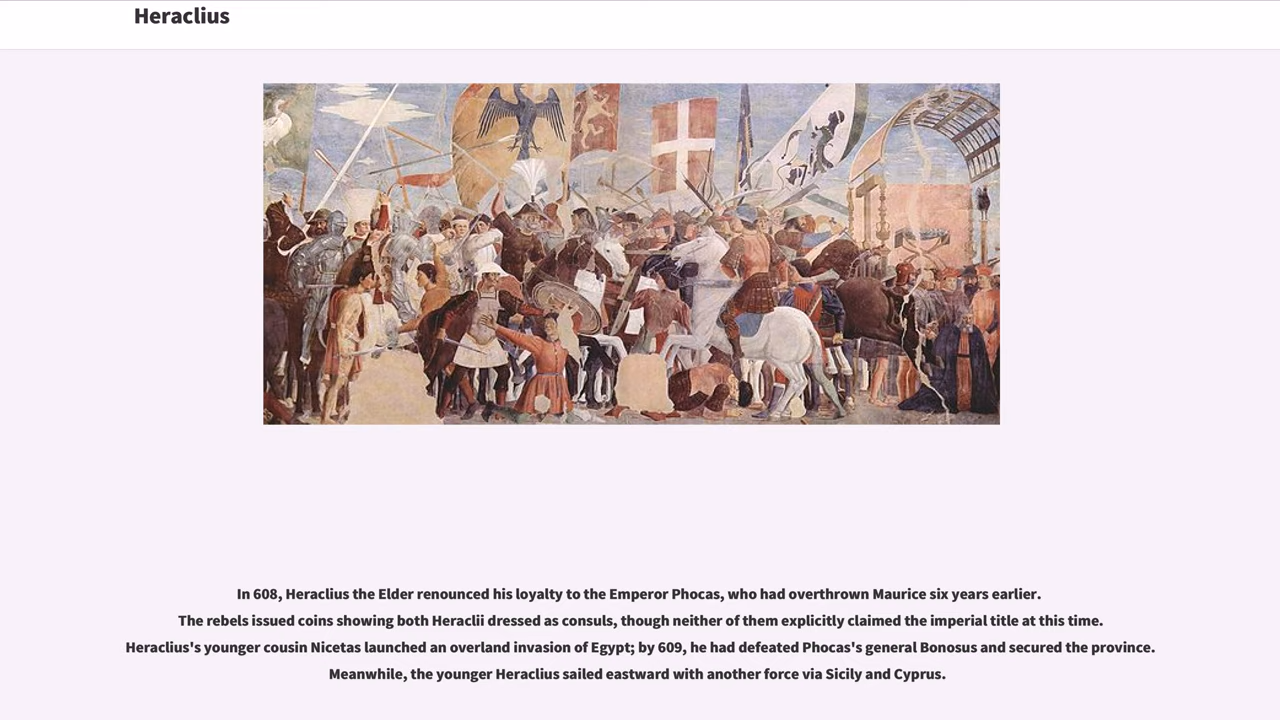 Heraclius
In 608, Heraclius the Elder renounced his loyalty to the Emperor Phocas, who had overthrown Maurice six years earlier.
The rebels issued coins showing both Heraclii dressed as consuls, though neither of them explicitly claimed the imperial title at this time.
Heraclius's younger cousin Nicetas launched an overland invasion of Egypt; by 609, he had defeated Phocas's general Bonosus and secured the province.
Meanwhile, the younger Heraclius sailed eastward with another force via Sicily and Cyprus.